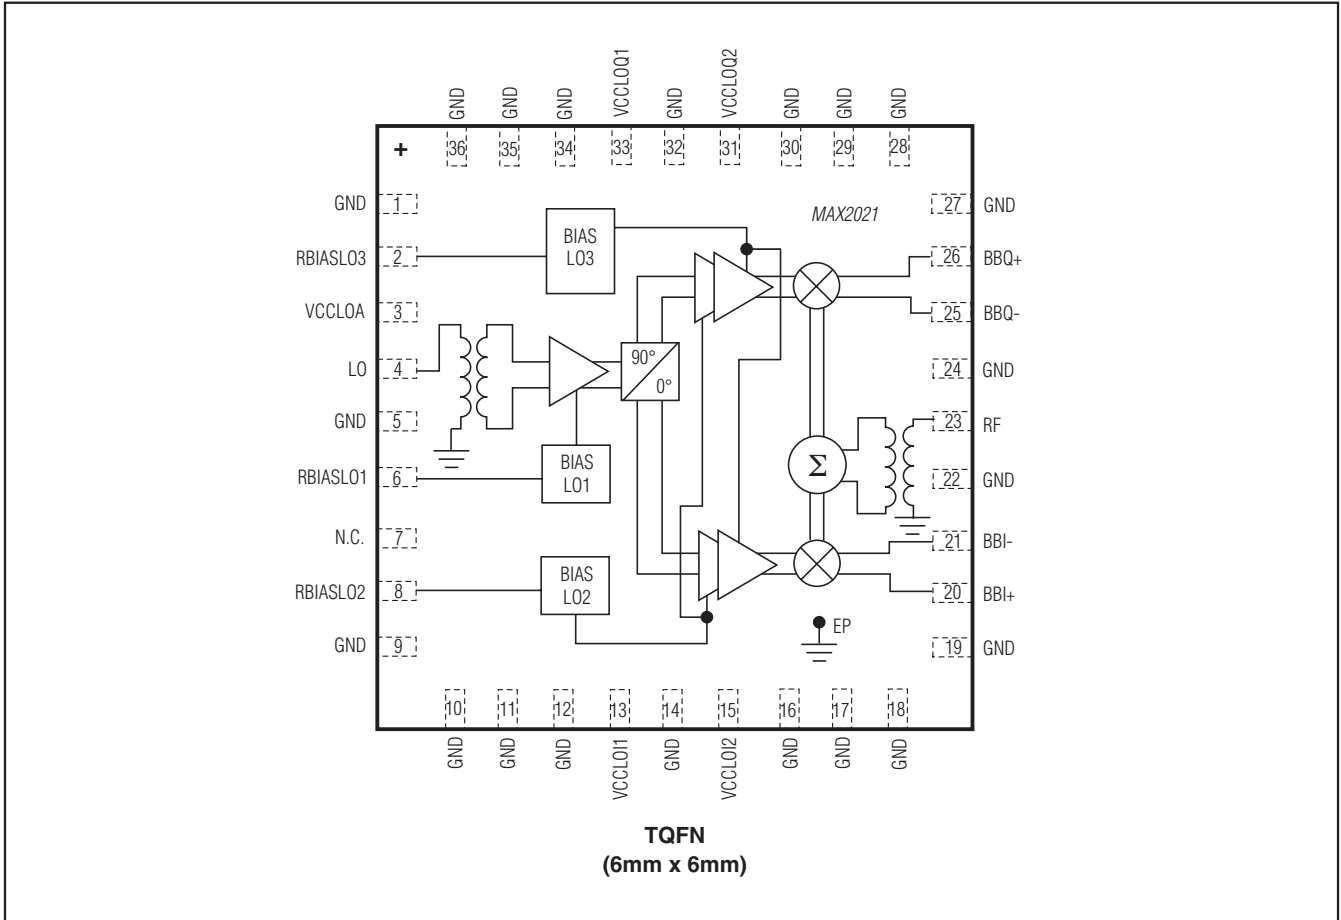 GND
GND
GND
VCCLOQ1
GND
VCCLOQ2
GND
GND
GND
+
36
35
34
33
32
31
30
29
28
MAX2021
GND
1
RBIASLO3
2
VCCLOA
3
LO
4
GND
5
RBIASLO1
6
N.C.
7
RBIASLO2
8
GND
9
BIAS
LO3
90°
0°
BIAS
LO1
BIAS
LO2
Σ
EP
27
GND
26
BBQ+
25
BBQ-
24
GND
23
RF
22
GND
21
BBI-
20
BBI+
19
GND
10
11
12
13
14
15
16
17
18
GND
GND
GND
VCCLOI1
GND
VCCLOI2
GND
GND
GND
TQFN
(6mm x 6mm)